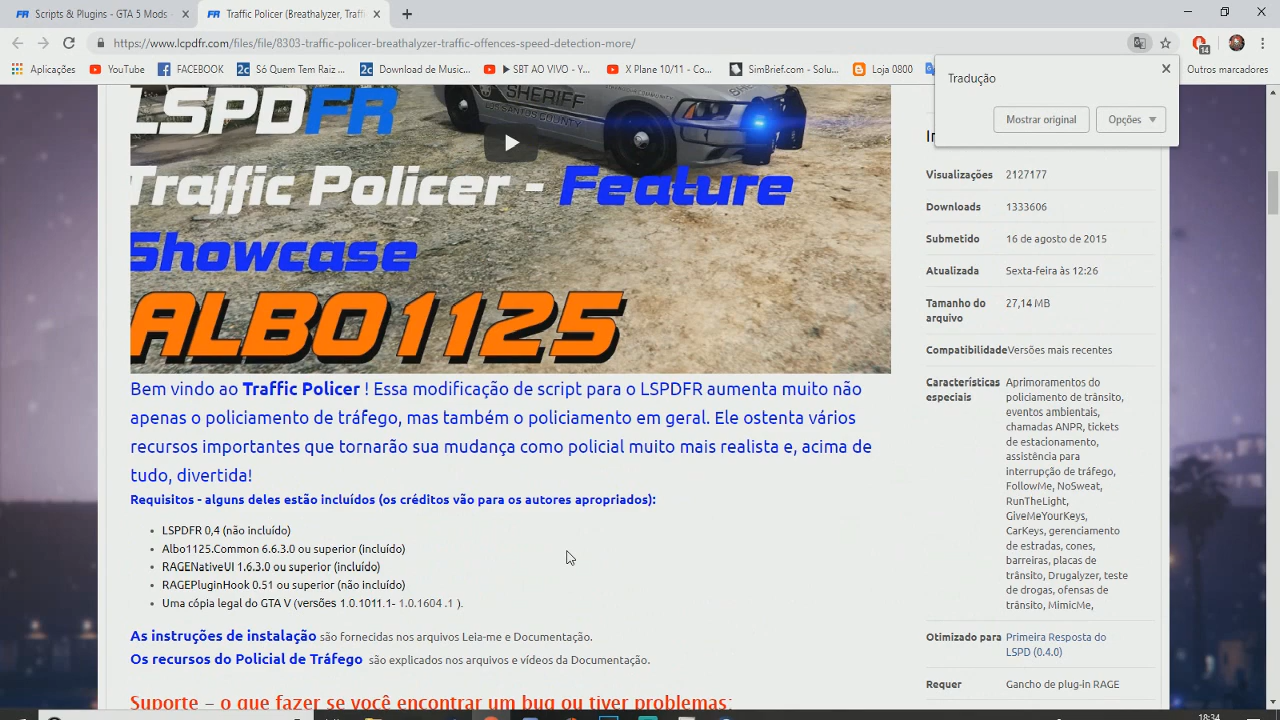 Scripts & Plugins - GTA 5 Mods
Traffic Policer (Breathalyzer, Traff
https://www.lcpdfr.com/files/file/8303-traffic-policer-breathalyzer-traffic-offences-speed-detection-more/
14
Aplicações
YouTube
FACEBOOK
Só Quem Tem Raiz ...
Download de Music...
▶ SBT AO VIVO - Y...
X Plane 10/11 - Co...
SimBrief.com - Solu...
Loja 0800
Outros marcadores
Tradução
Mostrar original
Opções
SHERIFF
LOS SANTOS COUNTY
LSPDFR
Traffic Policer - Feature
Showcase
ALBO1125
Bem vindo ao Traffic Policer ! Essa modificação de script para o LSPDFR aumenta muito não
apenas o policiamento de tráfego, mas também o policiamento em geral. Ele ostenta vários
recursos importantes que tornarão sua mudança como policial muito mais realista e, acima de
tudo, divertida!
Requisitos - alguns deles estão incluídos (os créditos vão para os autores apropriados):
• LSPDFR 0,4 (não incluído)
• Albo1125.Common 6.6.3.0 ou superior (incluído)
• RAGENativeUI 1.6.3.0 ou superior (incluído)
• RAGEPluginHook 0.51 ou superior (não incluído)
• Uma cópia legal do GTA V (versões 1.0.1011.1- 1.0.1604 .1 ).
As instruções de instalação são fornecidas nos arquivos Leia-me e Documentação.
Os recursos do Policial de Tráfego são explicados nos arquivos e vídeos da Documentação.
Suporte – o que fazer se você encontrar um bug ou tiver problemas:
Visualizações 2127177
Downloads 1333606
Submetido 16 de agosto de 2015
Atualizada Sexta-feira às 12:26
Tamanho do 27,14 MB
arquivo
Compatibilidade Versões mais recentes
Características Aprimoramentos do
especiais policiamento de trânsito,
eventos ambientais,
chamadas ANPR, tickets
de estacionamento,
assistência para
interrupção de tráfego,
FollowMe, NoSweat,
RunTheLight,
GiveMeYourKeys,
CarKeys, gerenciamento
de estradas, cones,
barreiras, placas de
trânsito, Drugalyzer, teste
de drogas, ofensas de
trânsito, MimicMe,
Otimizado para Primeira Resposta do
LSPD (0.4.0)
Requer Gancho de plug-in RAGE
18:34